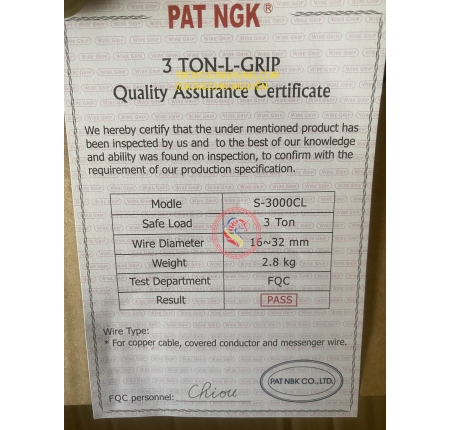 PAT NGK®
3 TON-L-GRIP
Quality Assurance Certificate
We hereby certify that the under mentioned product has
been inspected by us and to the best of our knowledge
and ability was found on inspection, to confirm with the
requirement of our production specification.
Modle S-3000CL
Safe Load 3 Ton
Wire Diameter 16~32 mm
Weight 2.8 kg
Test Department FQC
Result PASS
Wire Type:
* For copper cable, covered conductor and messenger wire.
PAT NBK CO.,LTD.
FQC personnel: Chiou